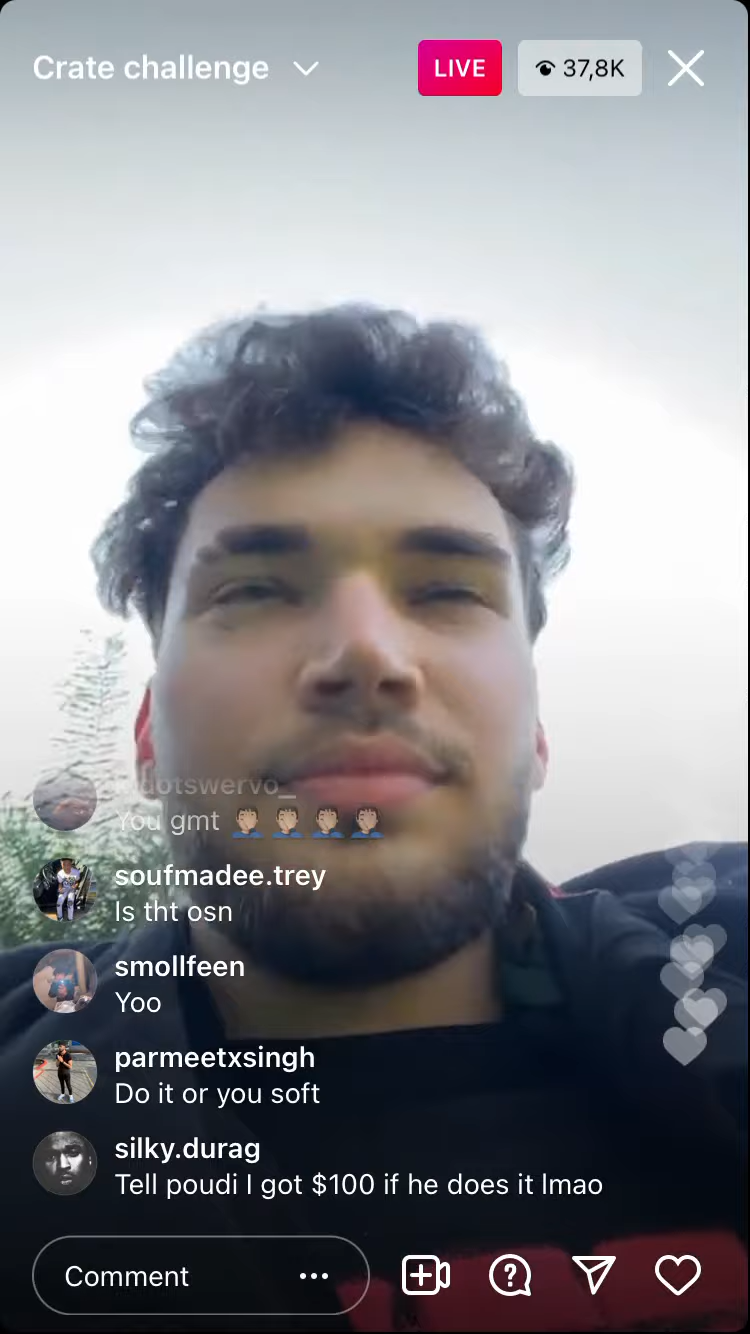 Crate challenge
LIVE
37,8K
You gmt 🤦🏼‍♂️🤦🏼‍♂️🤦🏼‍♂️🤦🏼‍♂️
soufmadee.trey
Is tht osn
smollfeen
Yoo
parmeetxsingh
Do it or you soft
silky.durag
Tell poudi I got $100 if he does it lmao
Comment